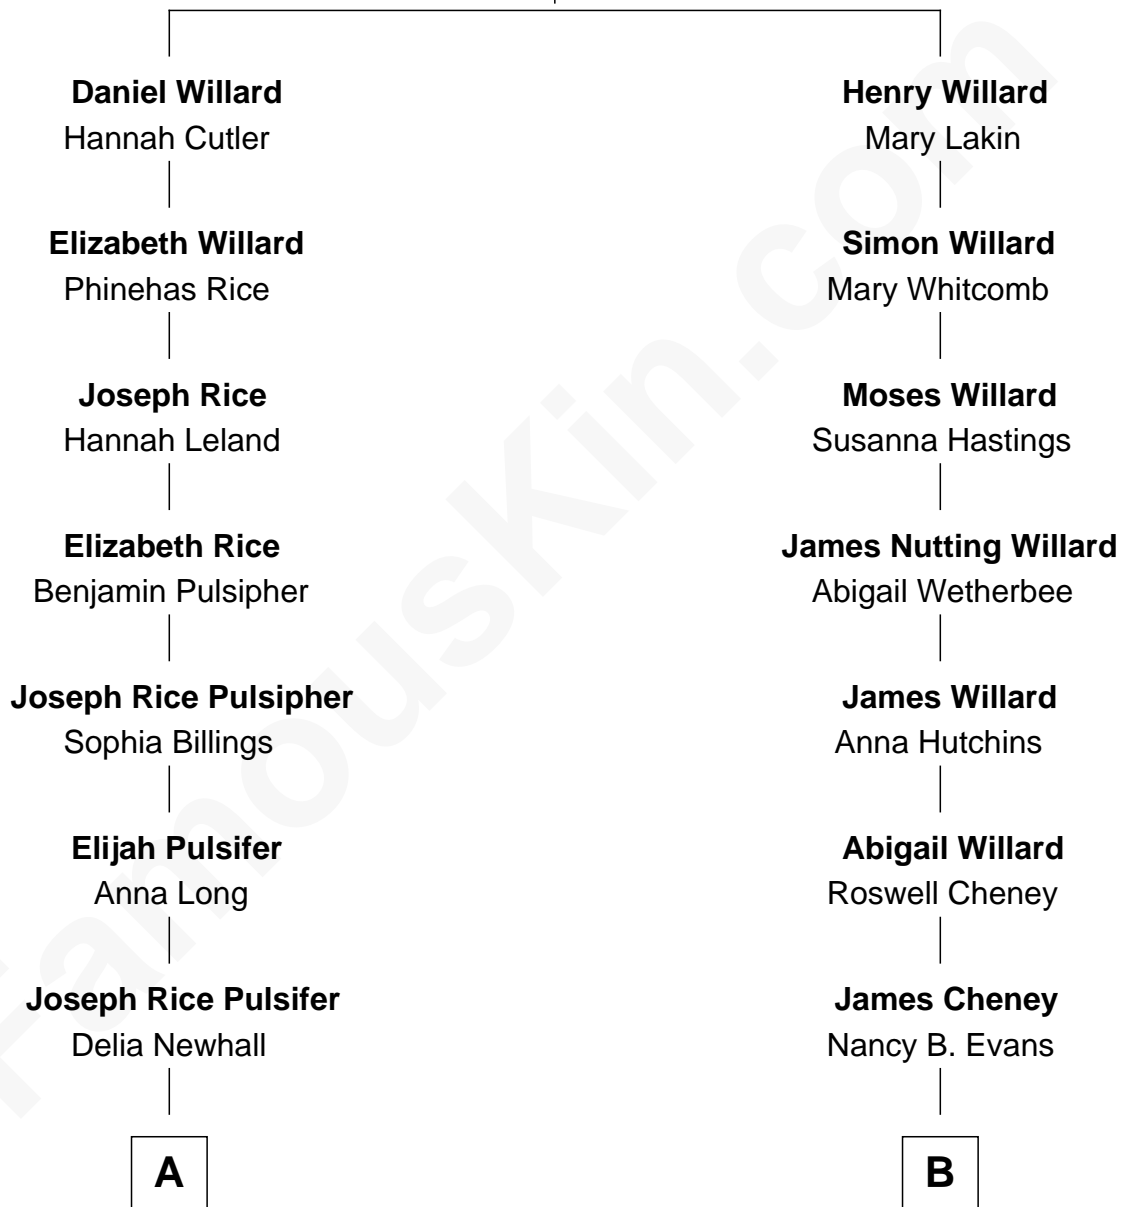 Daniel Willard
Hannah Cutler
Henry Willard
Mary Lakin
Elizabeth Willard
Phinehas Rice
Simon Willard
Mary Whitcomb
Joseph Rice
Hannah Leland
Moses Willard
Susanna Hastings
Elizabeth Rice
Benjamin Pulsipher
James Nutting Willard
Abigail Wetherbee
Joseph Rice Pulsipher
Sophia Billings
James Willard
Anna Hutchins
Elijah Pulsifer
Anna Long
Abigail Willard
Roswell Cheney
Joseph Rice Pulsifer
Delia Newhall
James Cheney
Nancy B. Evans
A
B
FamousKin.com